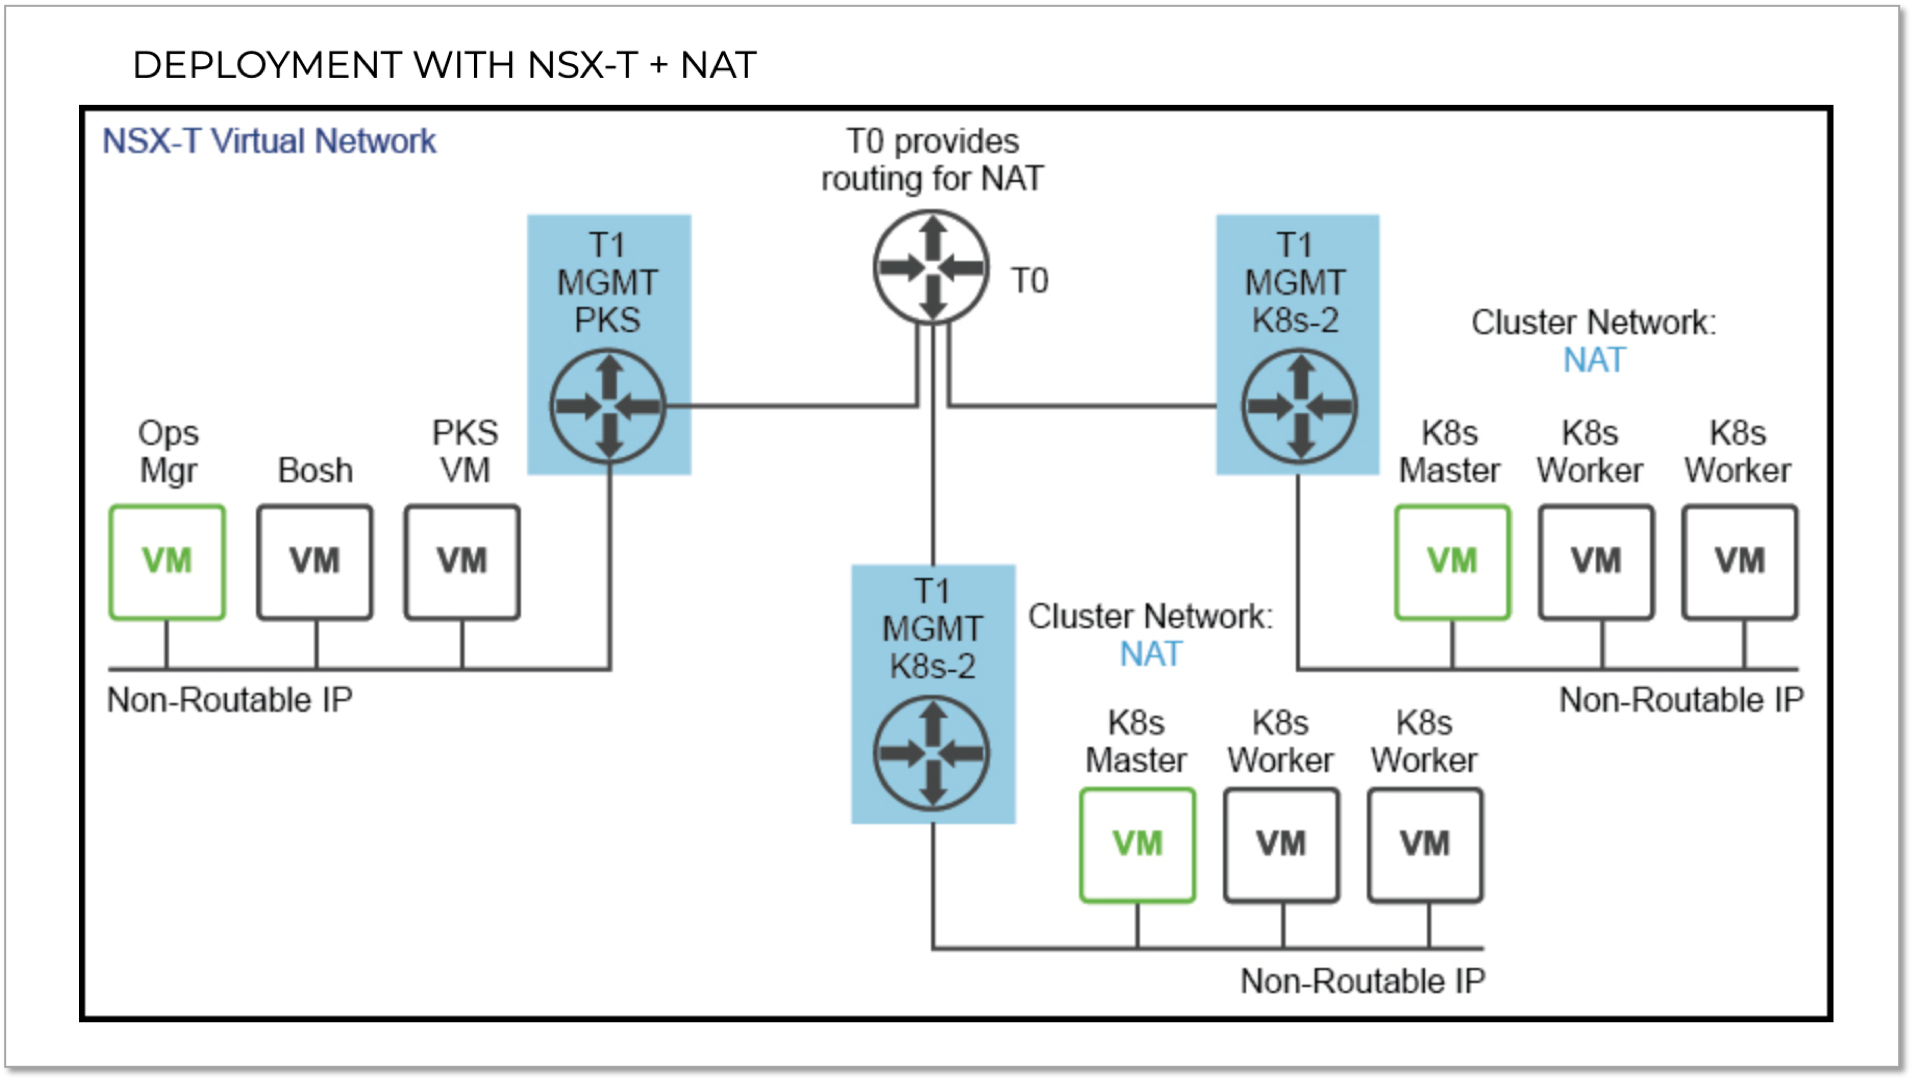 DEPLOYMENT WITH NSX-T + NAT
NSX-T Virtual Network
T0 provides
routing for NAT
T0
T1
MGMT
PKS
Ops
Mgr
Bosh
PKS
VM
VM
VM
VM
Non-Routable IP
T1
MGMT
K8s-2
Cluster Network:
NAT
K8s
Master
K8s
Worker
K8s
Worker
VM
VM
VM
Non-Routable IP
T1
MGMT
K8s-2
Cluster Network:
NAT
K8s
Master
K8s
Worker
K8s
Worker
VM
VM
VM
Non-Routable IP